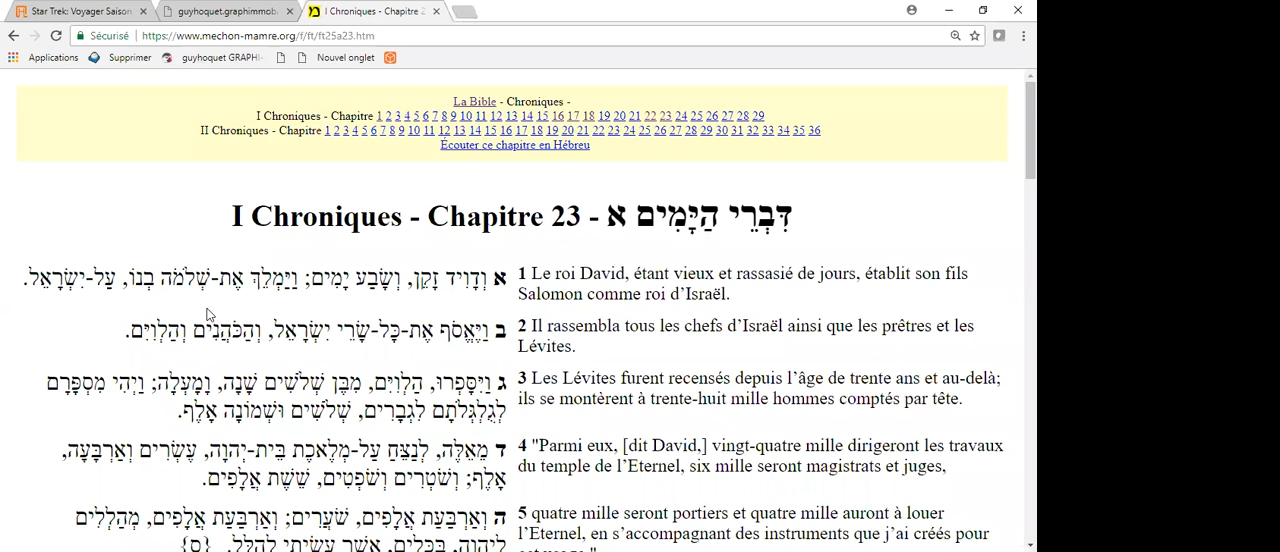 Star Trek: Voyager Saison
guyhoquet.graphimmob
I Chroniques - Chapitre 2
Sécurisé
https://www.mechon-mamre.org/f/ft/ft25a23.htm
Applications
Supprimer
guyhoquet GRAPHI
Nouvel onglet
La Bible - Chroniques -
I Chroniques - Chapitre 1 2 3 4 5 6 7 8 9 10 11 12 13 14 15 16 17 18 19 20 21 22 23 24 25 26 27 28 29
II Chroniques - Chapitre 1 2 3 4 5 6 7 8 9 10 11 12 13 14 15 16 17 18 19 20 21 22 23 24 25 26 27 28 29 30 31 32 33 34 35 36
Écouter ce chapitre en Hébreu
I Chroniques - Chapitre 23 - דִּבְרֵי הַיָּמִים א
א וְדָוִיד זָקֵן, וְשָׂבַע יָמִים; וַיַּמְלֵךְ אֶת-שְׁלֹמֹה בְנוֹ, עַל-יִשְׂרָאֵל.
1 Le roi David, étant vieux et rassasié de jours, établit son fils
Salomon comme roi d’Israël.
ב וַיֶּאֱסֹף אֶת-כָּל-שָׂרֵי יִשְׂרָאֵל, וְהַכֹּהֲנִים וְהַלְוִיִּם.
2 Il rassembla tous les chefs d’Israël ainsi que les prêtres et les
Lévites.
ג וַיִּסָּפְרוּ, הַלְוִיִּם, מִבֶּן שְׁלֹשִׁים שָׁנָה, וָמָעְלָה; וַיְהִי מִסְפָּרָם
לְגֻלְגְּלֹתָם לִגְבָרִים, שְׁלֹשִׁים וּשְׁמוֹנָה אָלֶף.
3 Les Lévites furent recensés depuis l’âge de trente ans et au-delà;
ils se montèrent à trente-huit mille hommes comptés par tête.
ד מֵאֵלֶּה, לְנַצֵּחַ עַל-מְלֶאכֶת בֵּית-יְהוָה, עֶשְׂרִים וְאַרְבָּעָה,
אָלֶף; וְשֹׁטְרִים וְשֹׁפְטִים, שֵׁשֶׁת אֲלָפִים.
4 "Parmi eux, [dit David,] vingt-quatre mille dirigeront les travaux
du temple de l’Eternel, six mille seront magistrats et juges,
ה וְאַרְבַּעַת אֲלָפִים, שֹׁעֲרִים; וְאַרְבַּעַת אֲלָפִים, מְהַלְלִים
לַיהוָה, בַּכֵּלִים, אֲשֶׁר עָשִׂיתִי לְהַלֵּל. {ס}
5 quatre mille seront portiers et quatre mille auront à louer
l’Eternel, en s’accompagnant des instruments que j’ai créés pour